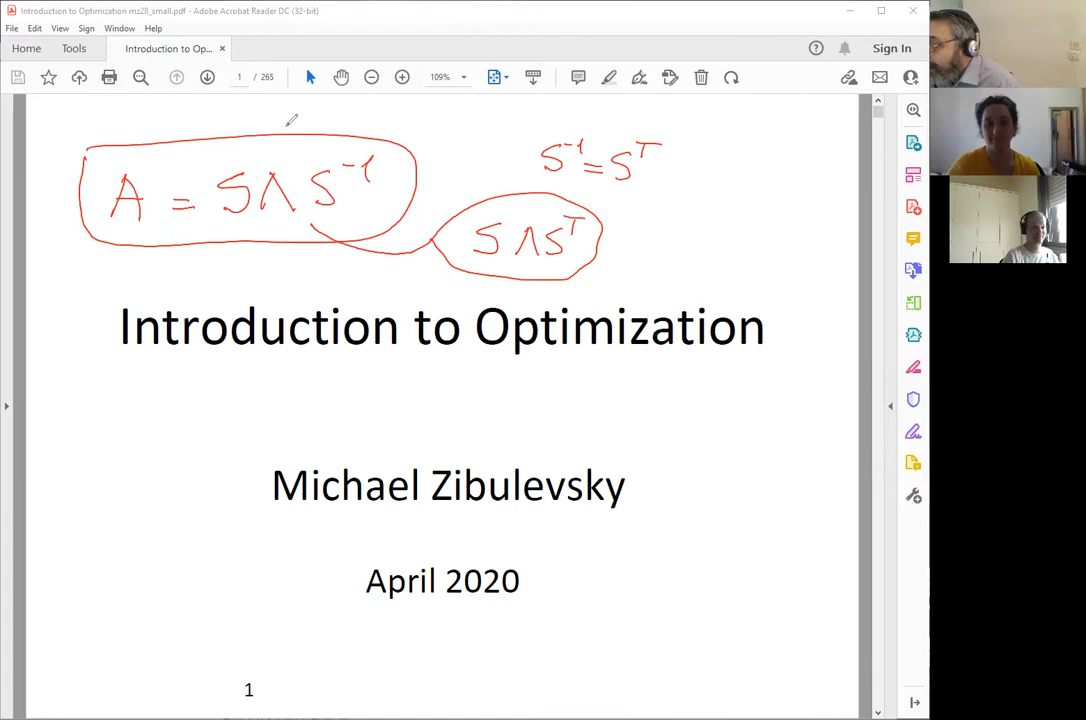 Introduction to Optimization mz28_small.pdf - Adobe Acrobat Reader DC (32-bit)
File Edit View Sign Window Help
Home Tools Introduction to Op... × Sign In
1 / 265 109%
S⁻¹ = Sᵀ
A = SΛS⁻¹
SΛSᵀ
Introduction to Optimization
Michael Zibulevsky
April 2020
1